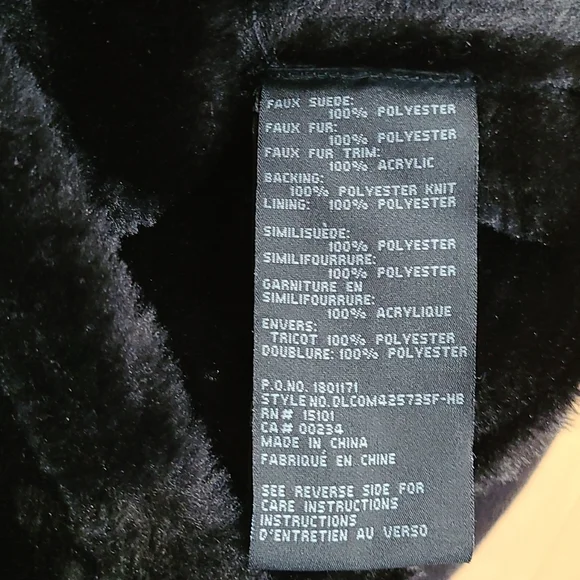 FAUX SUEDE:
100% POLYESTER
FAUX FUR:
100% POLYESTER
FAUX FUR TRIM:
100% ACRYLIC
BACKING:
100% POLYESTER KNIT
LINING: 100% POLYESTER
SIMILISUÈDE:
100% POLYESTER
SIMILIFOURRURE:
100% POLYESTER
GARNITURE EN
SIMILIFOURRURE:
100% ACRYLIQUE
ENVERS:
TRICOT 100% POLYESTER
DOUBLURE: 100% POLYESTER
P.O.NO. 1801171
STYLE NO. DLCOM425735F-HB
RN# 15101
CA# 00234
MADE IN CHINA
FABRIQUÉ EN CHINE
SEE REVERSE SIDE FOR
CARE INSTRUCTIONS
INSTRUCTIONS
D'ENTRETIEN AU VERSO